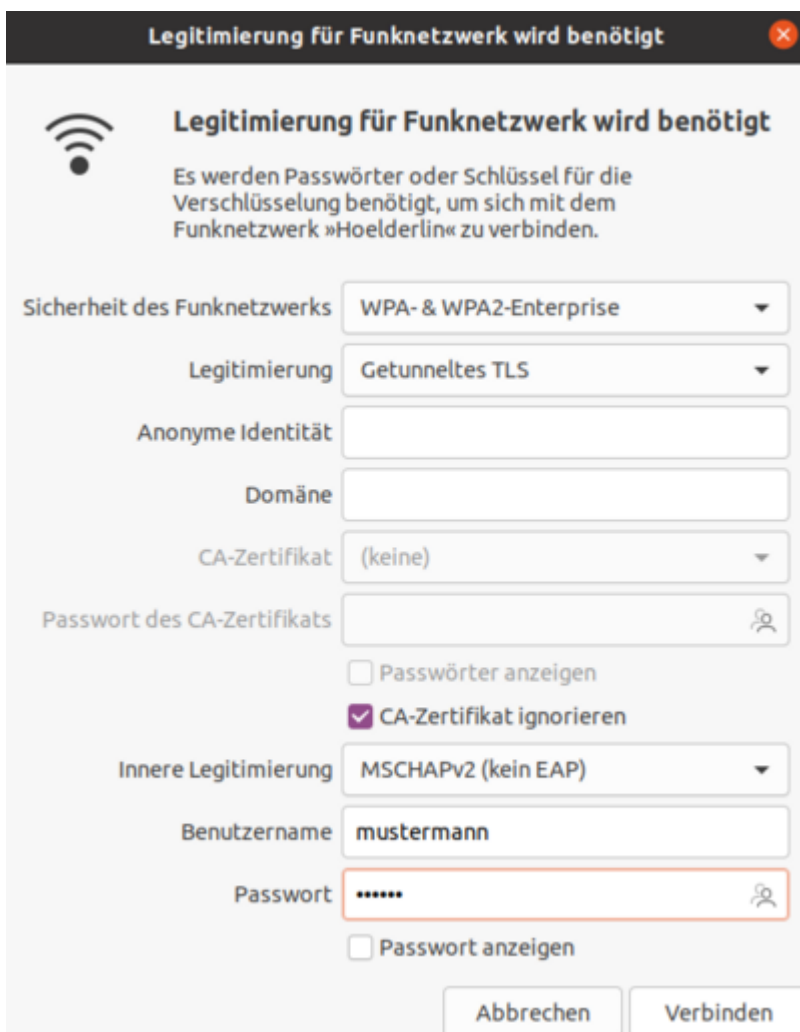 Legitimierung für Funknetzwerk wird benötigt
Legitimierung für Funknetzwerk wird benötigt
Es werden Passwörter oder Schlüssel für die
Verschlüsselung benötigt, um sich mit dem
Funknetzwerk »Hoelderlin« zu verbinden.
Sicherheit des Funknetzwerks WPA- & WPA2-Enterprise
Legitimierung Getunneltes TLS
Anonyme Identität
Domäne
CA-Zertifikat (keine)
Passwort des CA-Zertifikats
Passwörter anzeigen
CA-Zertifikat ignorieren
Innere Legitimierung MSCHAPv2 (kein EAP)
Benutzername mustermann
Passwort ••••••
Passwort anzeigen
Abbrechen Verbinden